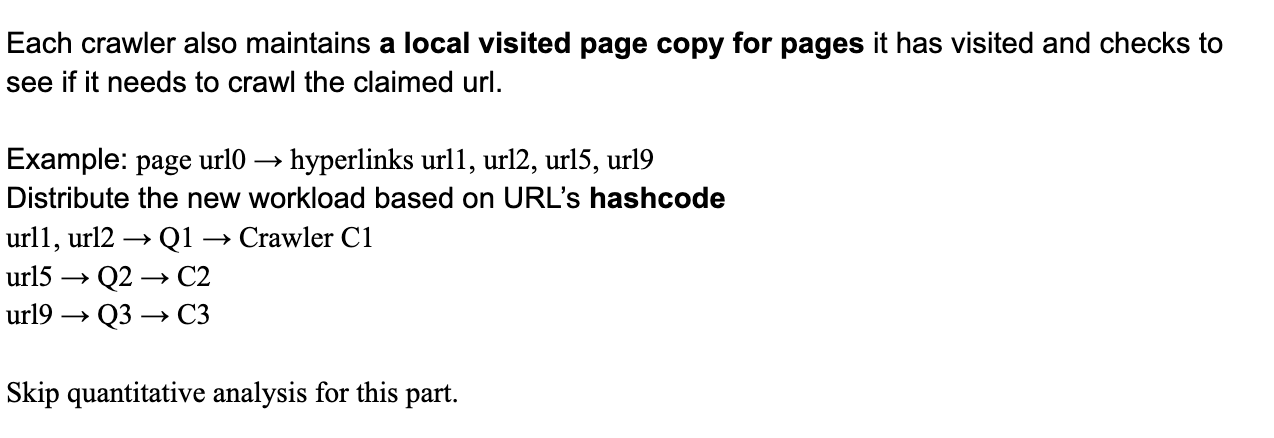 Each crawler also maintains a local visited page copy for pages it has visited and checks to
see if it needs to crawl the claimed url.
Example: page url0 → hyperlinks url1, url2, url5, url9
Distribute the new workload based on URL’s hashcode
url1, url2 → Q1 → Crawler C1
url5 → Q2 → C2
url9 → Q3 → C3
Skip quantitative analysis for this part.